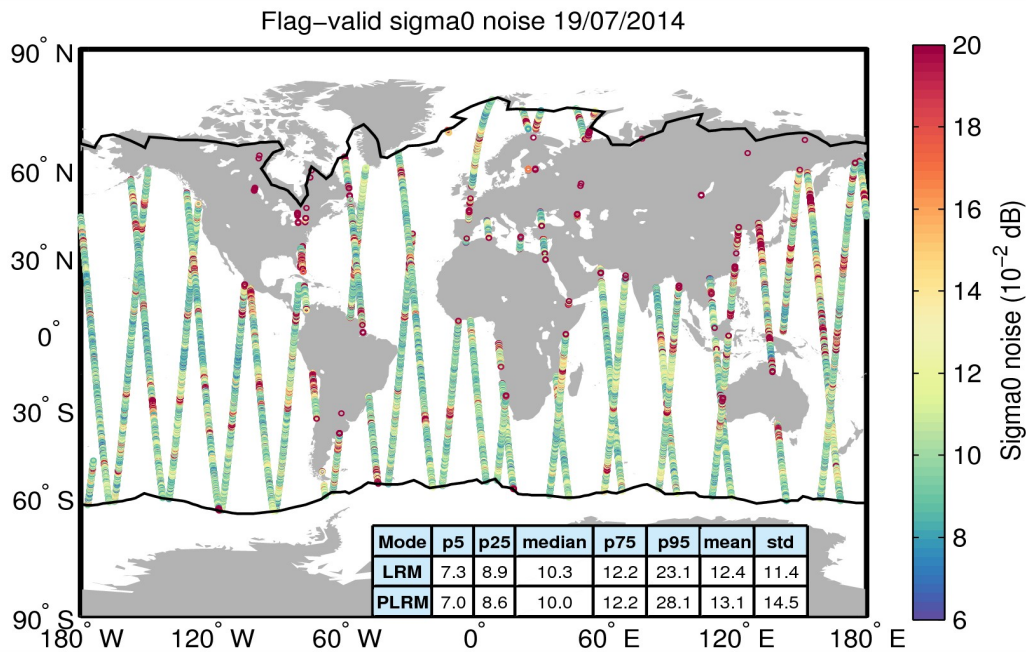 Flag−valid sigma0 noise 19/07/2014
90° N
60° N
30° N
0°
30° S
60° S
90° S
180° W
120° W
60° W
0°
60° E
120° E
180° E
Mode p5 p25 median p75 p95 mean std
LRM 7.3 8.9 10.3 12.2 23.1 12.4 11.4
PLRM 7.0 8.6 10.0 12.2 28.1 13.1 14.5
20
18
16
14
12
10
8
6
Sigma0 noise (10⁻² dB)